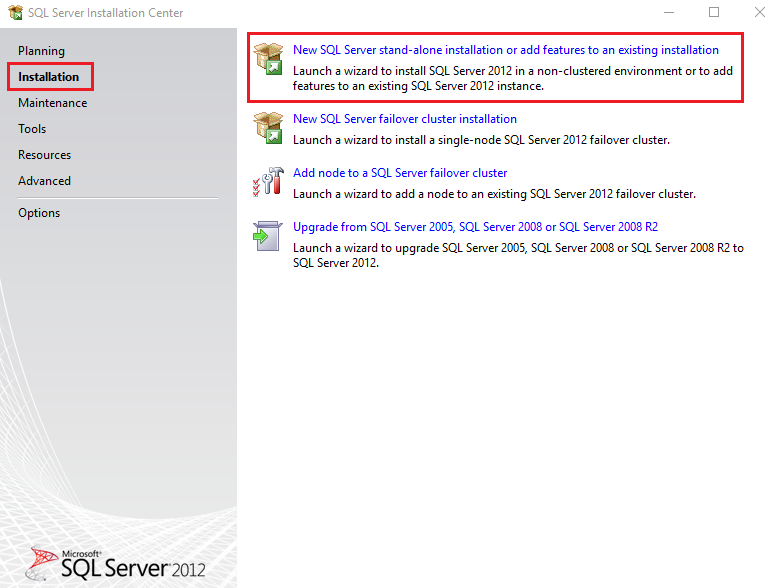 SQL Server Installation Center
Planning
Installation
Maintenance
Tools
Resources
Advanced
Options
New SQL Server stand-alone installation or add features to an existing installation
Launch a wizard to install SQL Server 2012 in a non-clustered environment or to add
features to an existing SQL Server 2012 instance.
New SQL Server failover cluster installation
Launch a wizard to install a single-node SQL Server 2012 failover cluster.
Add node to a SQL Server failover cluster
Launch a wizard to add a node to an existing SQL Server 2012 failover cluster.
Upgrade from SQL Server 2005, SQL Server 2008 or SQL Server 2008 R2
Launch a wizard to upgrade SQL Server 2005, SQL Server 2008 or SQL Server 2008 R2 to
SQL Server 2012.
Microsoft®
SQL Server® 2012